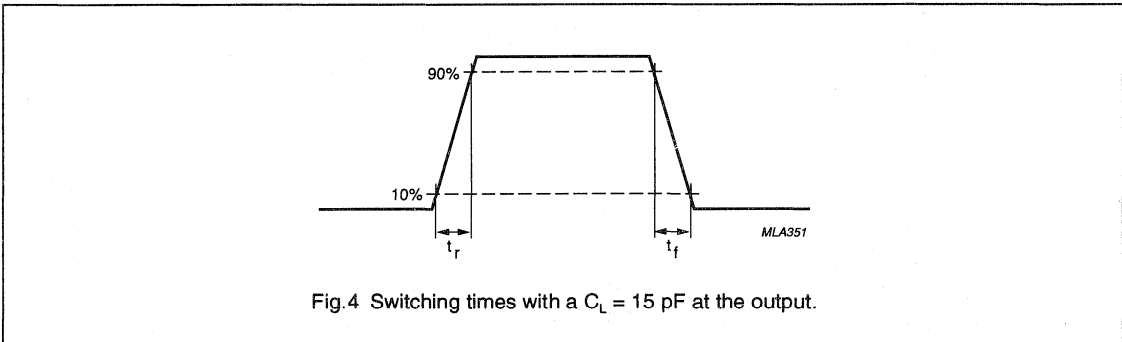 90%
10%
t_r
t_f
MLA351
Fig.4 Switching times with a C_L = 15 pF at the output.